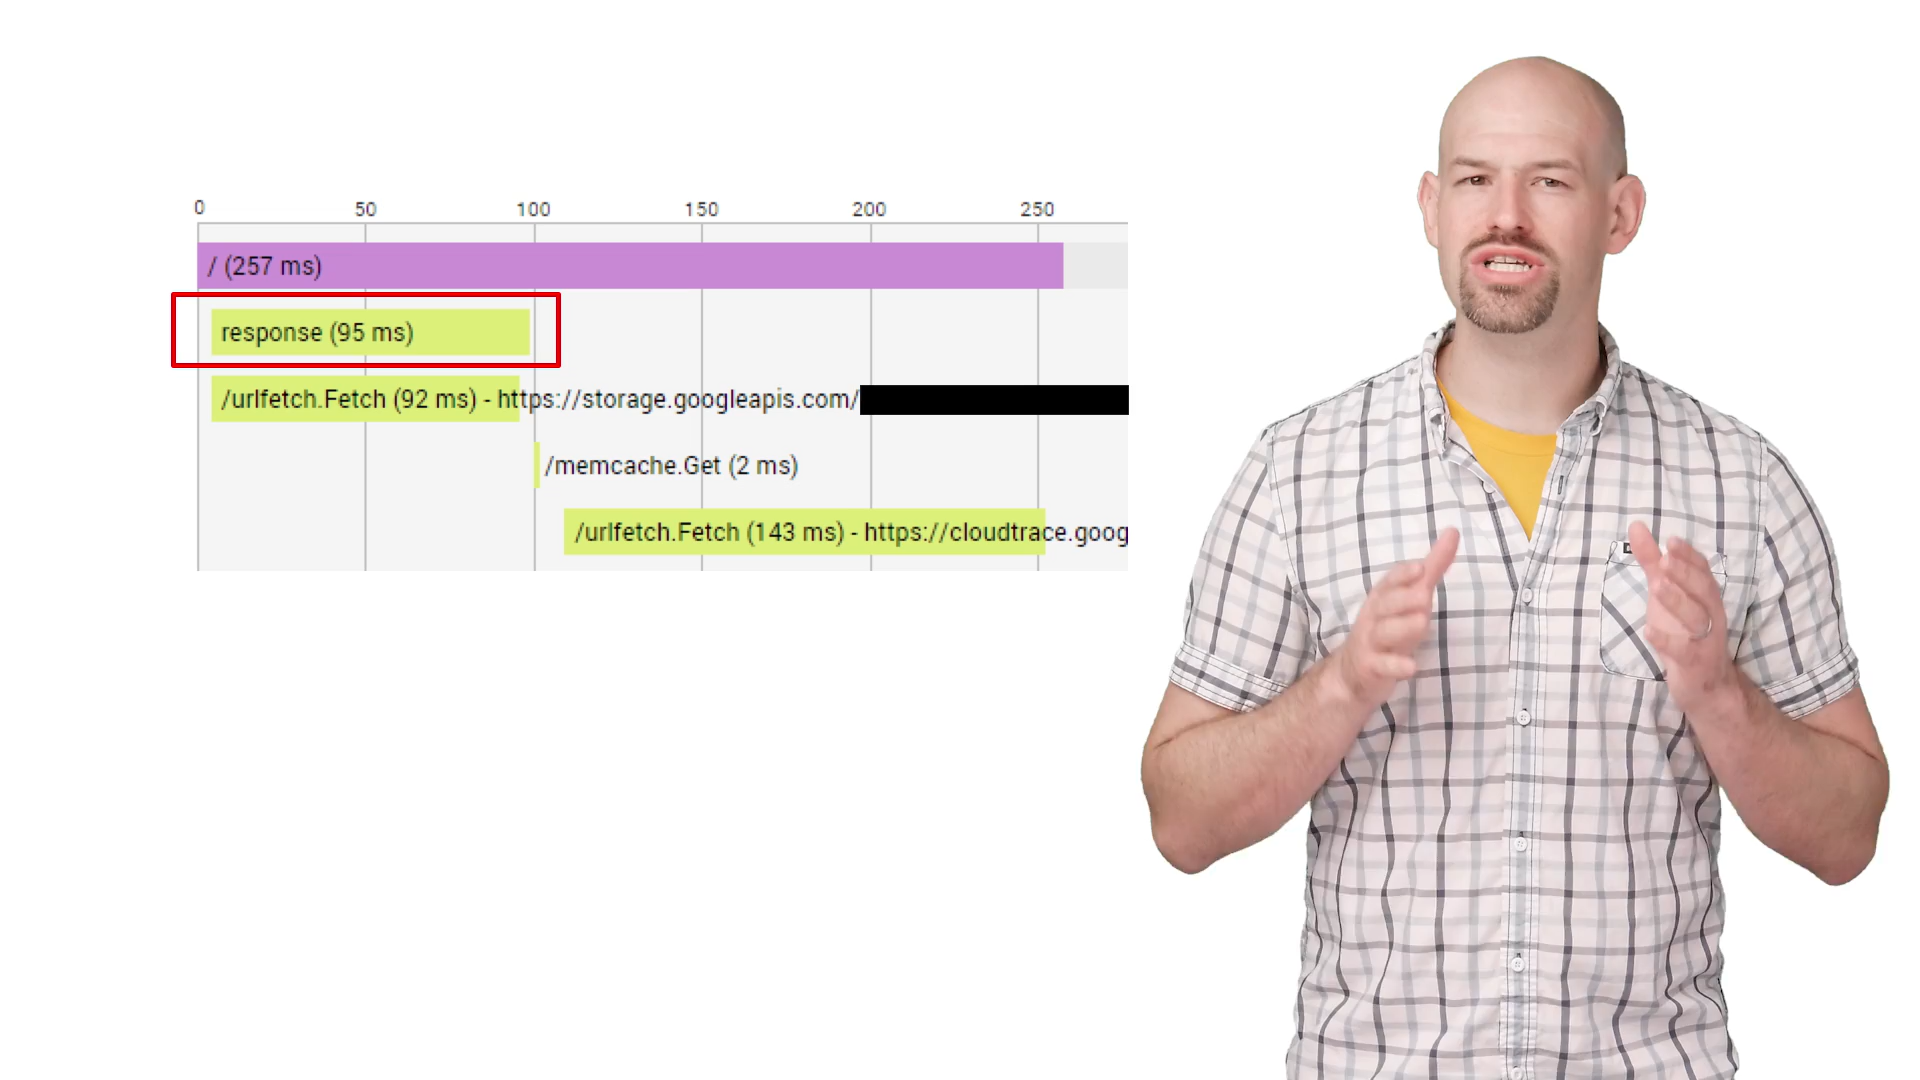 0 50 100 150 200 250
/ (257 ms)
response (95 ms)
/urlfetch.Fetch (92 ms) - https://storage.googleapis.com/
/memcache.Get (2 ms)
/urlfetch.Fetch (143 ms) - https://cloudtrace.goog